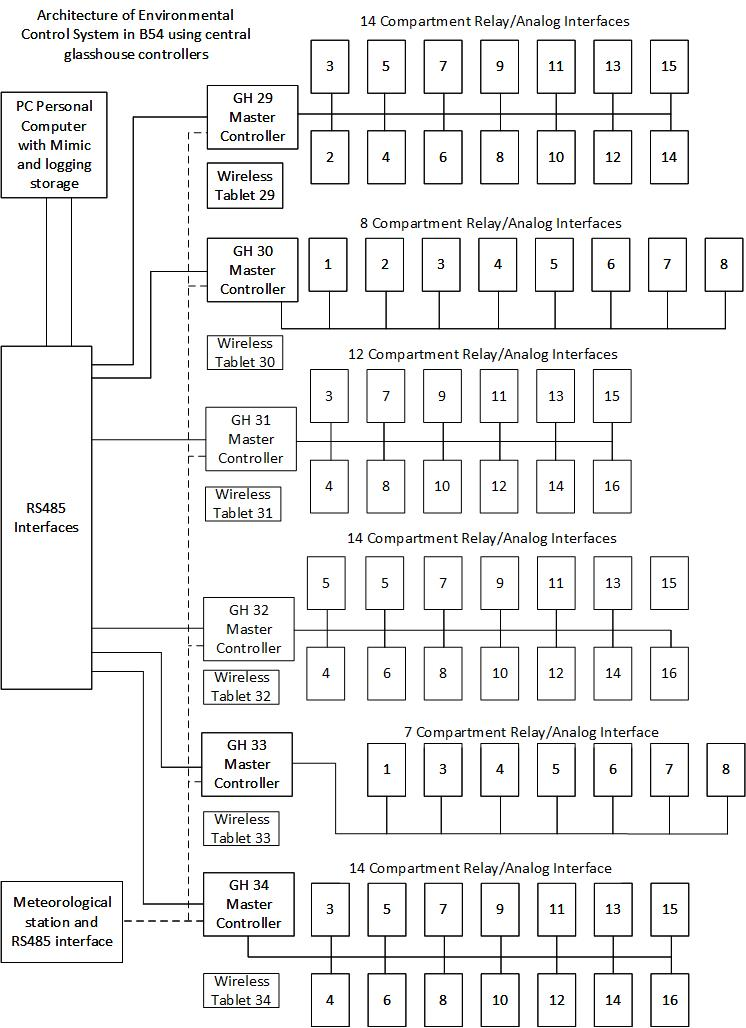 Architecture of Environmental
Control System in B54 using central
glasshouse controllers
PC Personal
Computer
with Mimic
and logging
storage
RS485
Interfaces
Meteorological
station and
RS485 interface
14 Compartment Relay/Analog Interfaces
GH 29
Master
Controller
Wireless
Tablet 29
3 5 7 9 11 13 15
2 4 6 8 10 12 14
8 Compartment Relay/Analog Interfaces
GH 30
Master
Controller
Wireless
Tablet 30
1 2 3 4 5 6 7 8
12 Compartment Relay/Analog Interfaces
GH 31
Master
Controller
Wireless
Tablet 31
3 7 9 11 13 15
4 8 10 12 14 16
14 Compartment Relay/Analog Interfaces
GH 32
Master
Controller
Wireless
Tablet 32
5 5 7 9 11 13 15
4 6 8 10 12 14 16
7 Compartment Relay/Analog Interface
GH 33
Master
Controller
Wireless
Tablet 33
1 3 4 5 6 7 8
14 Compartment Relay/Analog Interface
GH 34
Master
Controller
Wireless
Tablet 34
3 5 7 9 11 13 15
4 6 8 10 12 14 16